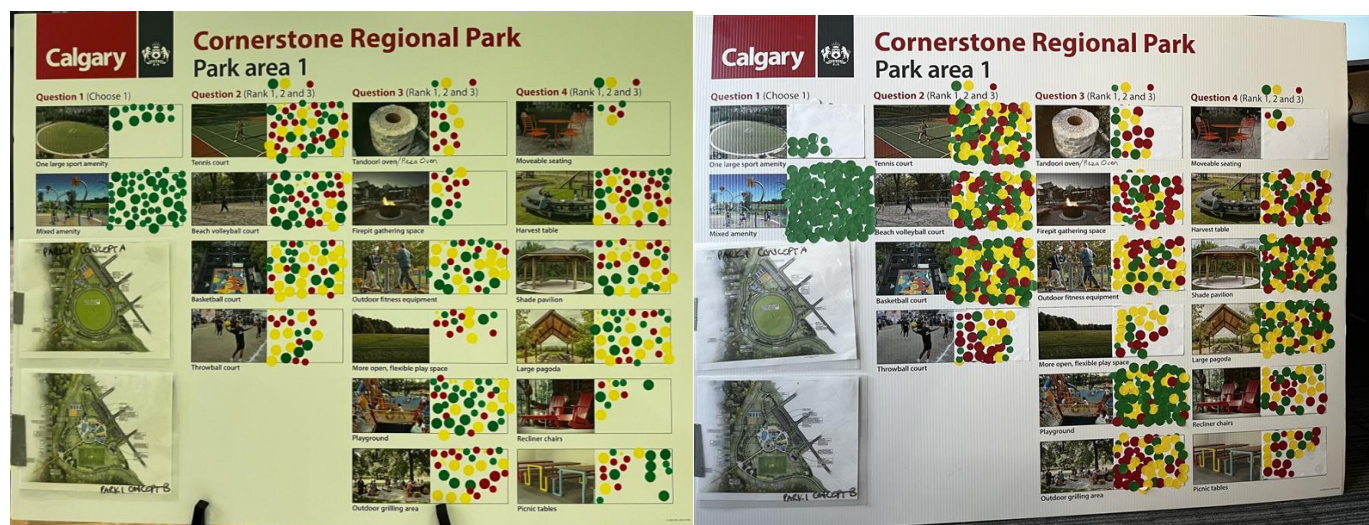 Calgary
Cornerstone Regional Park
Park area 1
Question 1 (Choose 1)
Question 2 (Rank 1, 2 and 3)
Question 3 (Rank 1, 2 and 3)
Question 4 (Rank 1, 2 and 3)
One large sport amenity
Tennis court
Tandoori oven/Pizza Oven
Moveable seating
Mixed amenity
Beach volleyball court
Firepit gathering space
Harvest table
PARK 1 CONCEPT A
Basketball court
Outdoor fitness equipment
Shade pavilion
Throwball court
More open, flexible play space
Large pagoda
Playground
Recliner chairs
PARK 1 CONCEPT B
Outdoor grilling area
Picnic tables
Calgary
Cornerstone Regional Park
Park area 1
Question 1 (Choose 1)
Question 2 (Rank 1, 2 and 3)
Question 3 (Rank 1, 2 and 3)
Question 4 (Rank 1, 2 and 3)
One large sport amenity
Tennis court
Tandoori oven/Pizza Oven
Moveable seating
Mixed amenity
Beach volleyball court
Firepit gathering space
Harvest table
PARK 1 CONCEPT A
Basketball court
Outdoor fitness equipment
Shade pavilion
Throwball court
More open, flexible play space
Large pagoda
Playground
Recliner chairs
PARK 1 CONCEPT B
Outdoor grilling area
Picnic tables